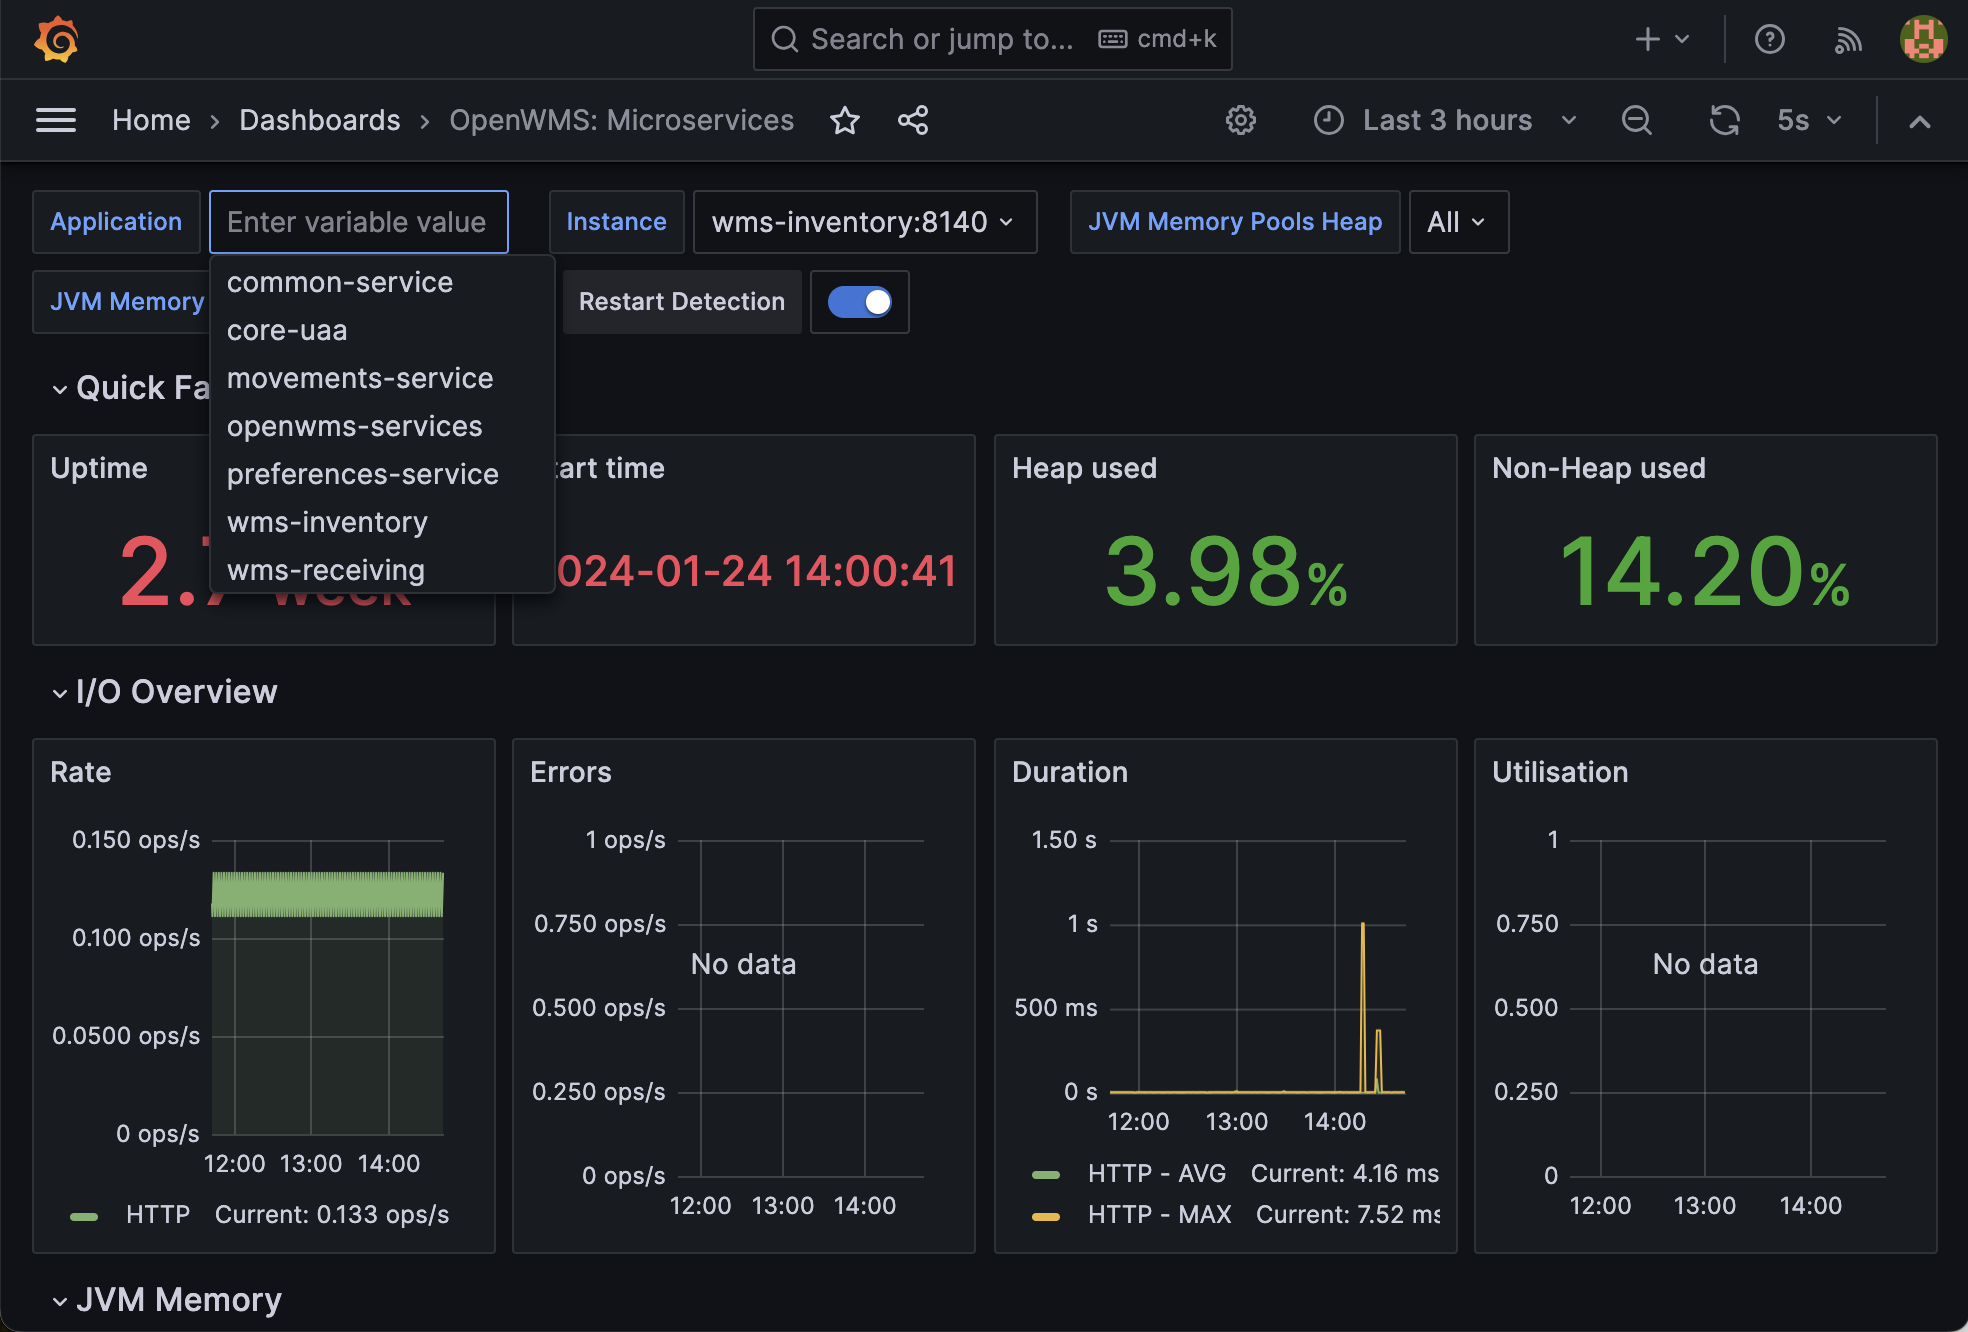 Search or jump to... cmd+k
Home › Dashboards › OpenWMS: Microservices
Last 3 hours
5s
Application
Enter variable value
Instance
wms-inventory:8140
JVM Memory Pools Heap
All
JVM Memory
Restart Detection
common-service
core-uaa
movements-service
openwms-services
preferences-service
wms-inventory
wms-receiving
Quick Fa
Uptime
2.
week
tart time
024-01-24 14:00:41
Heap used
3.98%
Non-Heap used
14.20%
I/O Overview
Rate
0.150 ops/s
0.100 ops/s
0.0500 ops/s
0 ops/s
12:00 13:00 14:00
HTTP Current: 0.133 ops/s
Errors
1 ops/s
0.750 ops/s
No data
0.500 ops/s
0.250 ops/s
0 ops/s
12:00 13:00 14:00
Duration
1.50 s
1 s
500 ms
0 s
12:00 13:00 14:00
HTTP - AVG Current: 4.16 ms
HTTP - MAX Current: 7.52 ms
Utilisation
1
0.750
No data
0.500
0.250
0
12:00 13:00 14:00
JVM Memory